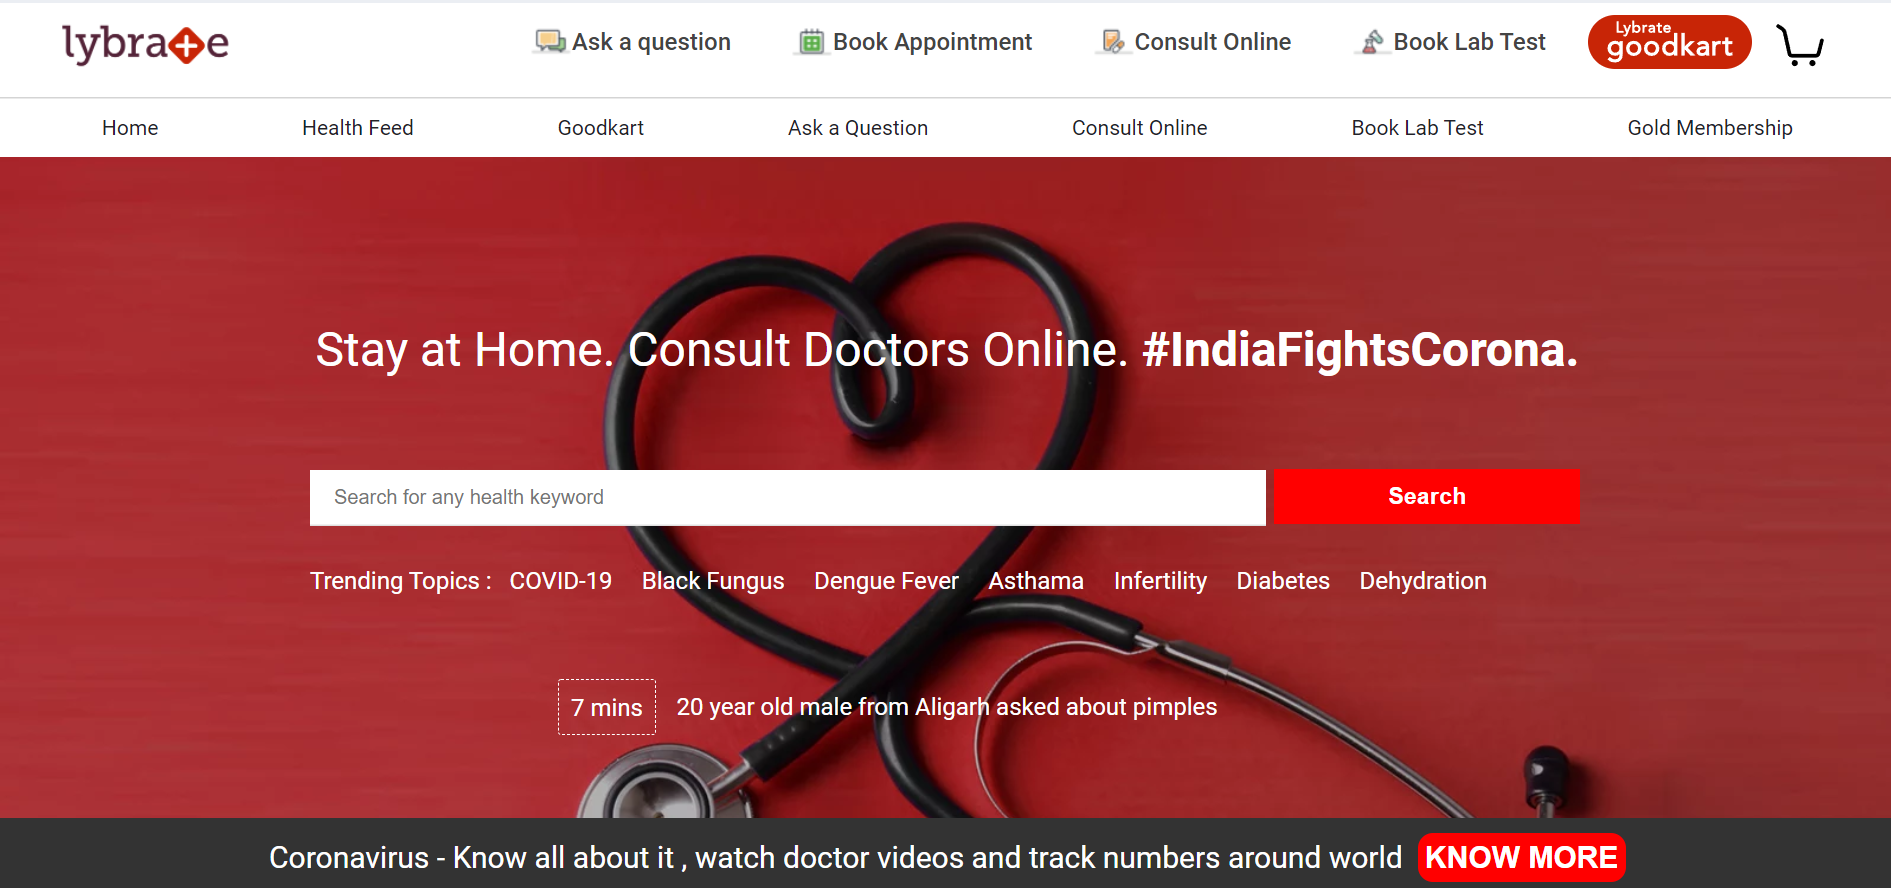 lybrate
Ask a question
Book Appointment
Consult Online
Book Lab Test
Lybrate
goodkart
Home
Health Feed
Goodkart
Ask a Question
Consult Online
Book Lab Test
Gold Membership
Stay at Home. Consult Doctors Online. #IndiaFightsCorona.
Search for any health keyword
Search
Trending Topics : COVID-19 Black Fungus Dengue Fever Asthama Infertility Diabetes Dehydration
7 mins 20 year old male from Aligarh asked about pimples
Coronavirus - Know all about it , watch doctor videos and track numbers around world KNOW MORE